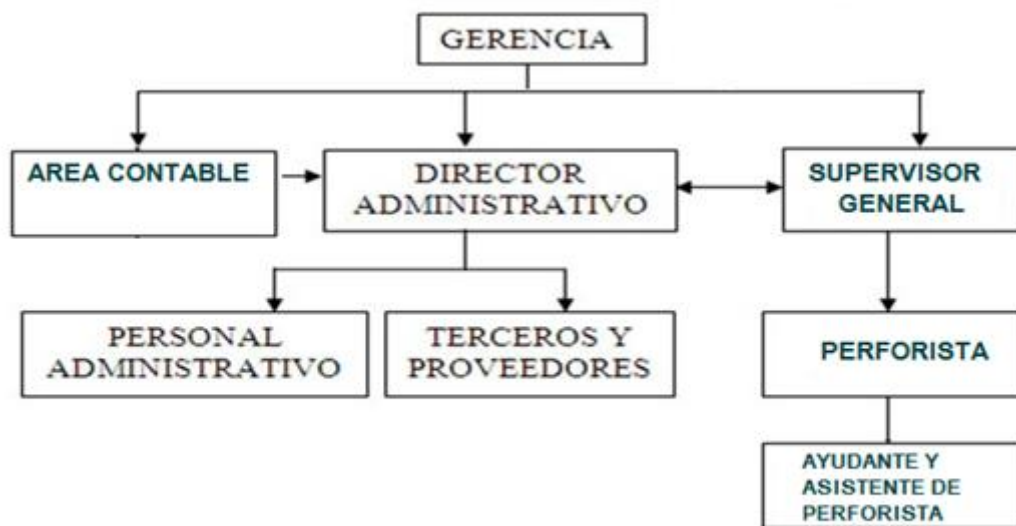 GERENCIA
AREA CONTABLE
DIRECTOR
ADMINISTRATIVO
SUPERVISOR
GENERAL
PERSONAL
ADMINISTRATIVO
TERCEROS Y
PROVEEDORES
PERFORISTA
AYUDANTE Y
ASISTENTE DE
PERFORISTA